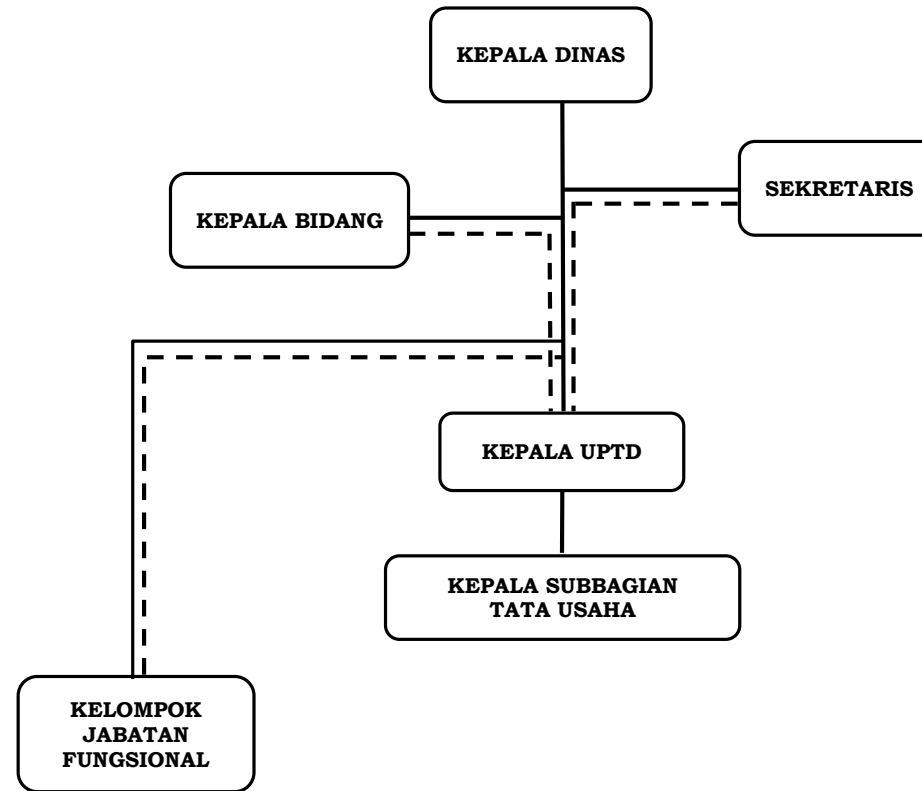 KEPALA DINAS
SEKRETARIS
KEPALA BIDANG
KEPALA UPTD
KEPALA SUBBAGIAN
TATA USAHA
KELOMPOK
JABATAN
FUNGSIONAL